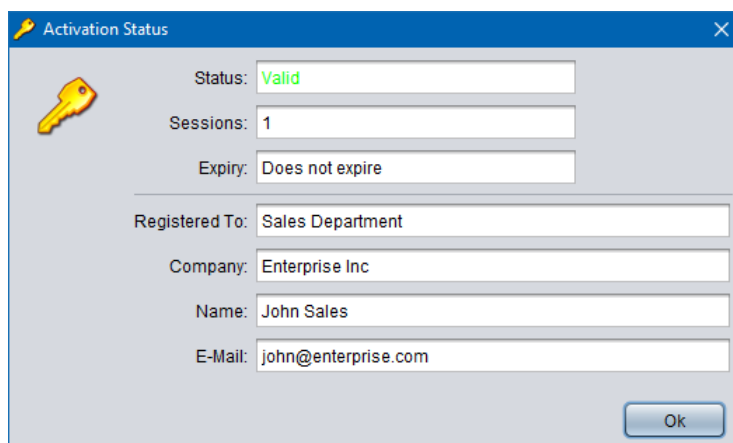 Activation Status
Status: Valid
Sessions: 1
Expiry: Does not expire
Registered To: Sales Department
Company: Enterprise Inc
Name: John Sales
E-Mail: john@enterprise.com
Ok